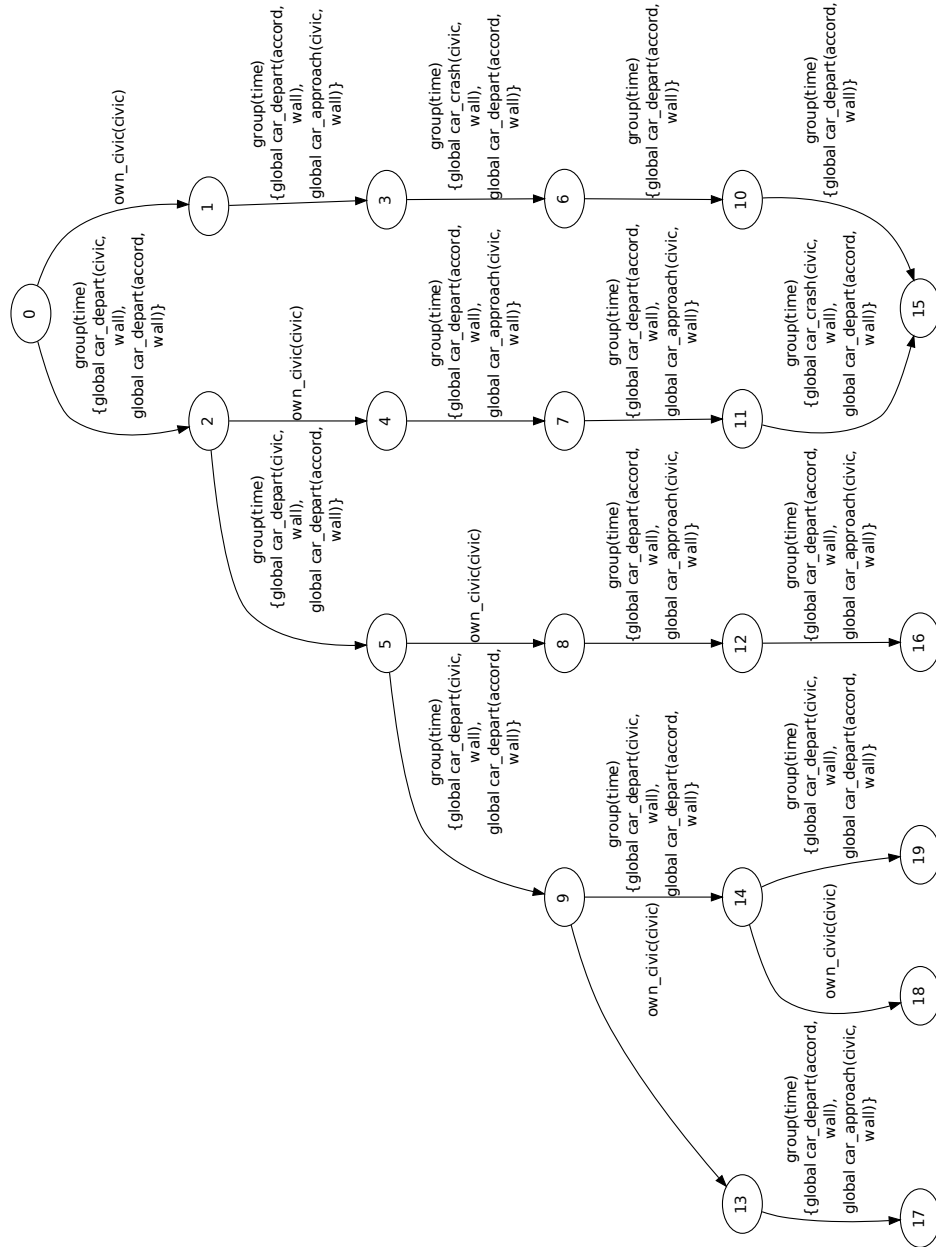 0
group(time)
{global car_depart(civic,
wall),
global car_depart(accord,
wall)}
own_civic(civic)
2
1
group(time)
{global car_depart(civic,
wall),
global car_depart(accord,
wall)}
own_civic(civic)
group(time)
{global car_depart(accord,
wall),
global car_approach(civic,
wall)}
5
4
3
group(time)
{global car_depart(civic,
wall),
global car_depart(accord,
wall)}
own_civic(civic)
group(time)
{global car_depart(accord,
wall),
global car_approach(civic,
wall)}
group(time)
{global car_crash(civic,
wall),
global car_depart(accord,
wall)}
9
8
7
6
own_civic(civic)
group(time)
{global car_depart(civic,
wall),
global car_depart(accord,
wall)}
group(time)
{global car_depart(accord,
wall),
global car_approach(civic,
wall)}
group(time)
{global car_depart(accord,
wall),
global car_approach(civic,
wall)}
group(time)
{global car_depart(accord,
wall)}
13
14
12
11
10
group(time)
{global car_depart(accord,
wall),
global car_approach(civic,
wall)}
own_civic(civic)
group(time)
{global car_depart(civic,
wall),
global car_depart(accord,
wall)}
group(time)
{global car_depart(accord,
wall),
global car_approach(civic,
wall)}
group(time)
{global car_crash(civic,
wall),
global car_depart(accord,
wall)}
group(time)
{global car_depart(accord,
wall)}
17
18
19
16
15